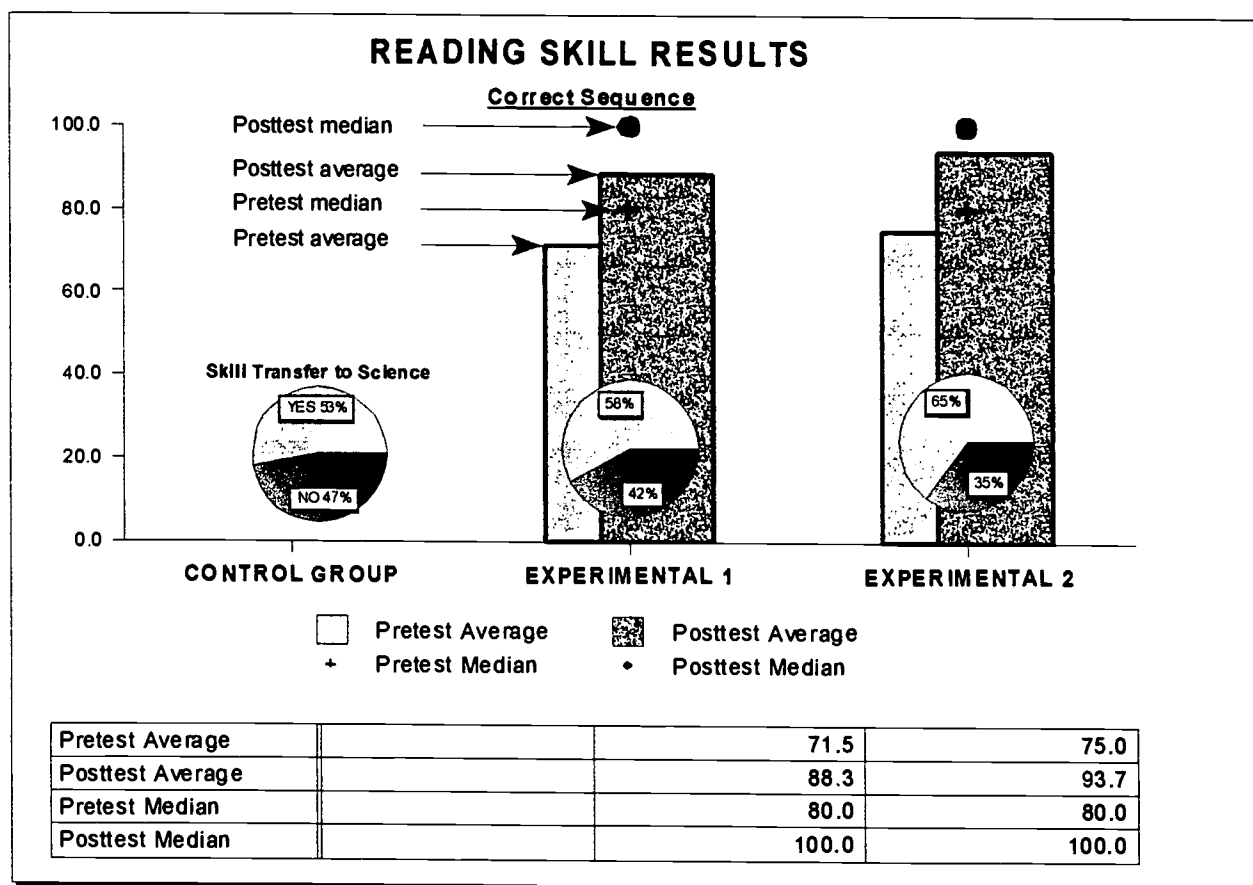 READING SKILL RESULTS
Correct Sequence
100.0
80.0
60.0
40.0
20.0
0.0
Posttest median
Posttest average
Pretest median
Pretest average
Skill Transfer to Science
YES 53%
NO 47%
58%
42%
65%
35%
CONTROL GROUP EXPERIMENTAL 1 EXPERIMENTAL 2
Pretest Average Posttest Average
Pretest Median Posttest Median
Pretest Average 71.5 75.0
Posttest Average 88.3 93.7
Pretest Median 80.0 80.0
Posttest Median 100.0 100.0